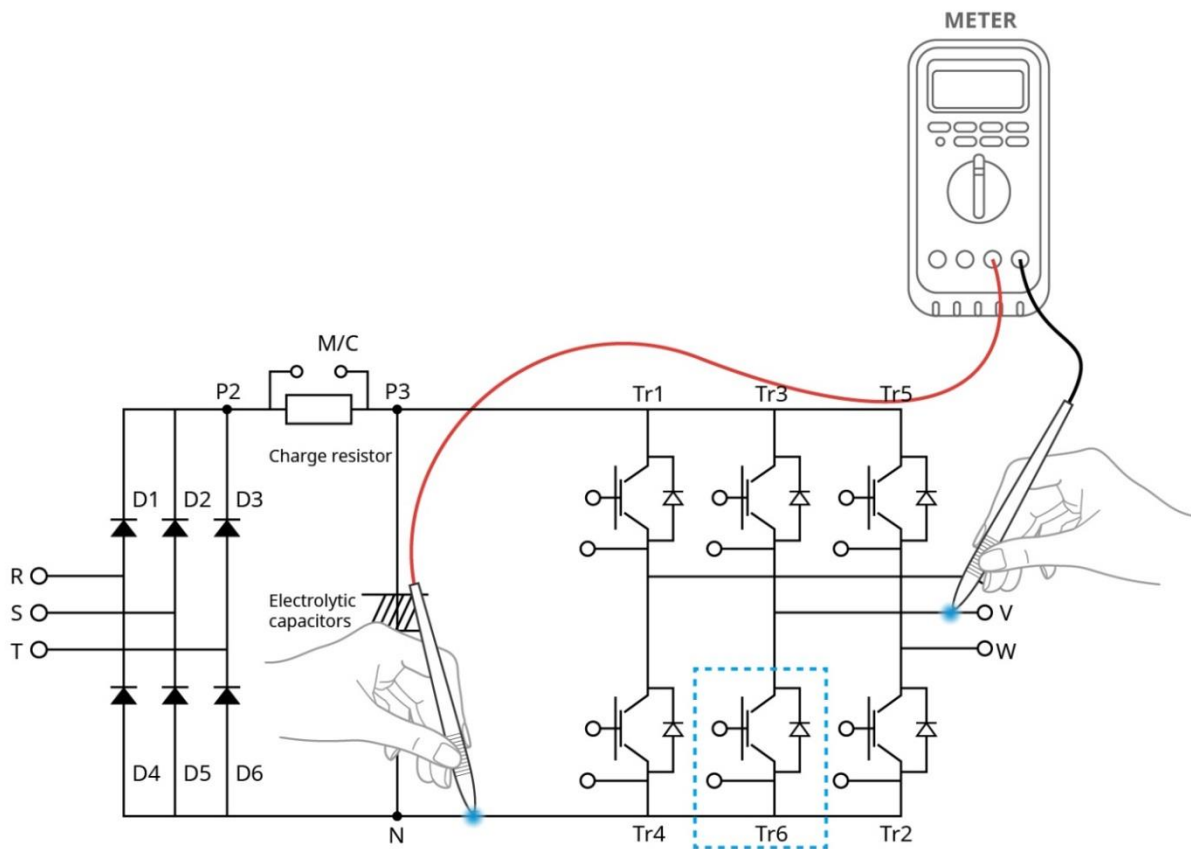 METER
M/C
P2
P3
Tr1
Tr3
Tr5
Charge resistor
D1
D2
D3
R
S
T
Electrolytic
capacitors
V
W
D4
D5
D6
N
Tr4
Tr6
Tr2